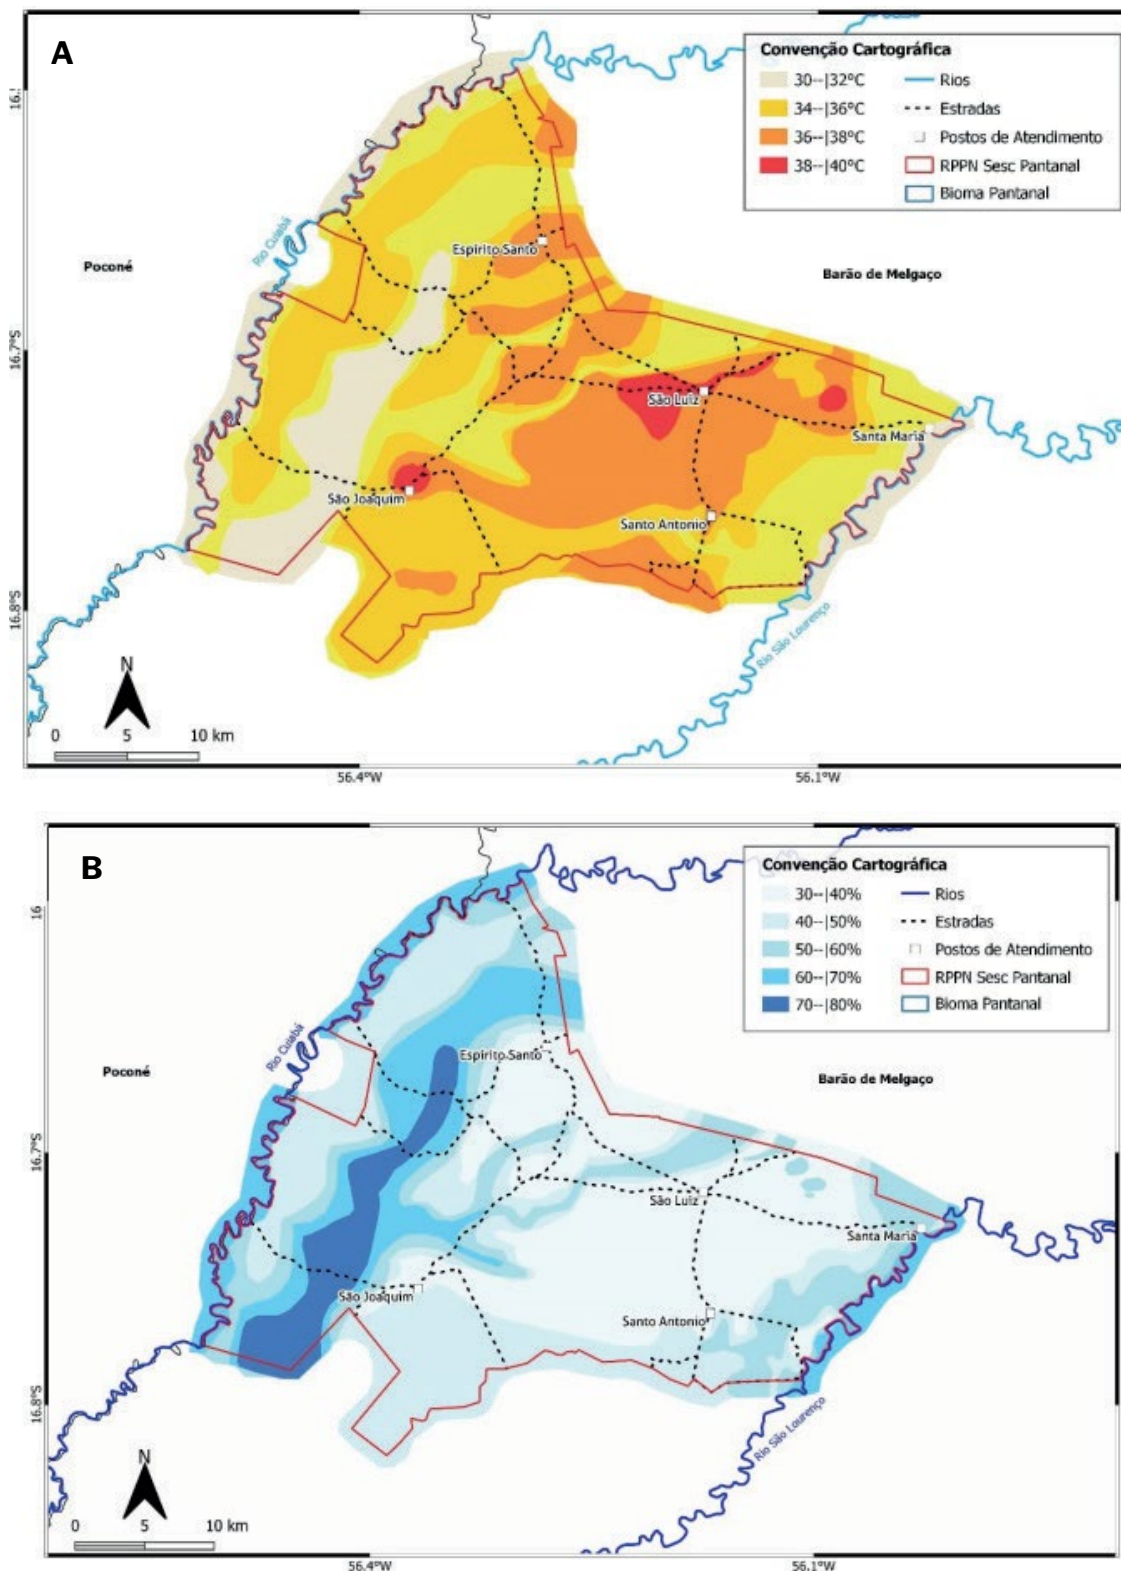 A
Convenção Cartográfica
30--|32°C
34--|36°C
36--|38°C
38--|40°C
Rios
Estradas
Postos de Atendimento
RPPN Sesc Pantanal
Bioma Pantanal
Rio Cuiabá
Poconé
Espirito Santo
Barão de Melgaço
16.7°S
São Luiz
Santa Maria
São Joaquim
Santo Antonio
16.8°S
Rio São Lourenço
N
0 5 10 km
56.4°W 56.1°W
B
Convenção Cartográfica
30--|40%
40--|50%
50--|60%
60--|70%
70--|80%
Rios
Estradas
Postos de Atendimento
RPPN Sesc Pantanal
Bioma Pantanal
16
Rio Cuiabá
Poconé
Espirito Santo
Barão de Melgaço
16.7°S
São Luiz
Santa Maria
São Joaquim
Santo Antonio
16.8°S
Rio São Lourenço
N
0 5 10 km
56.4°W 56.1°W